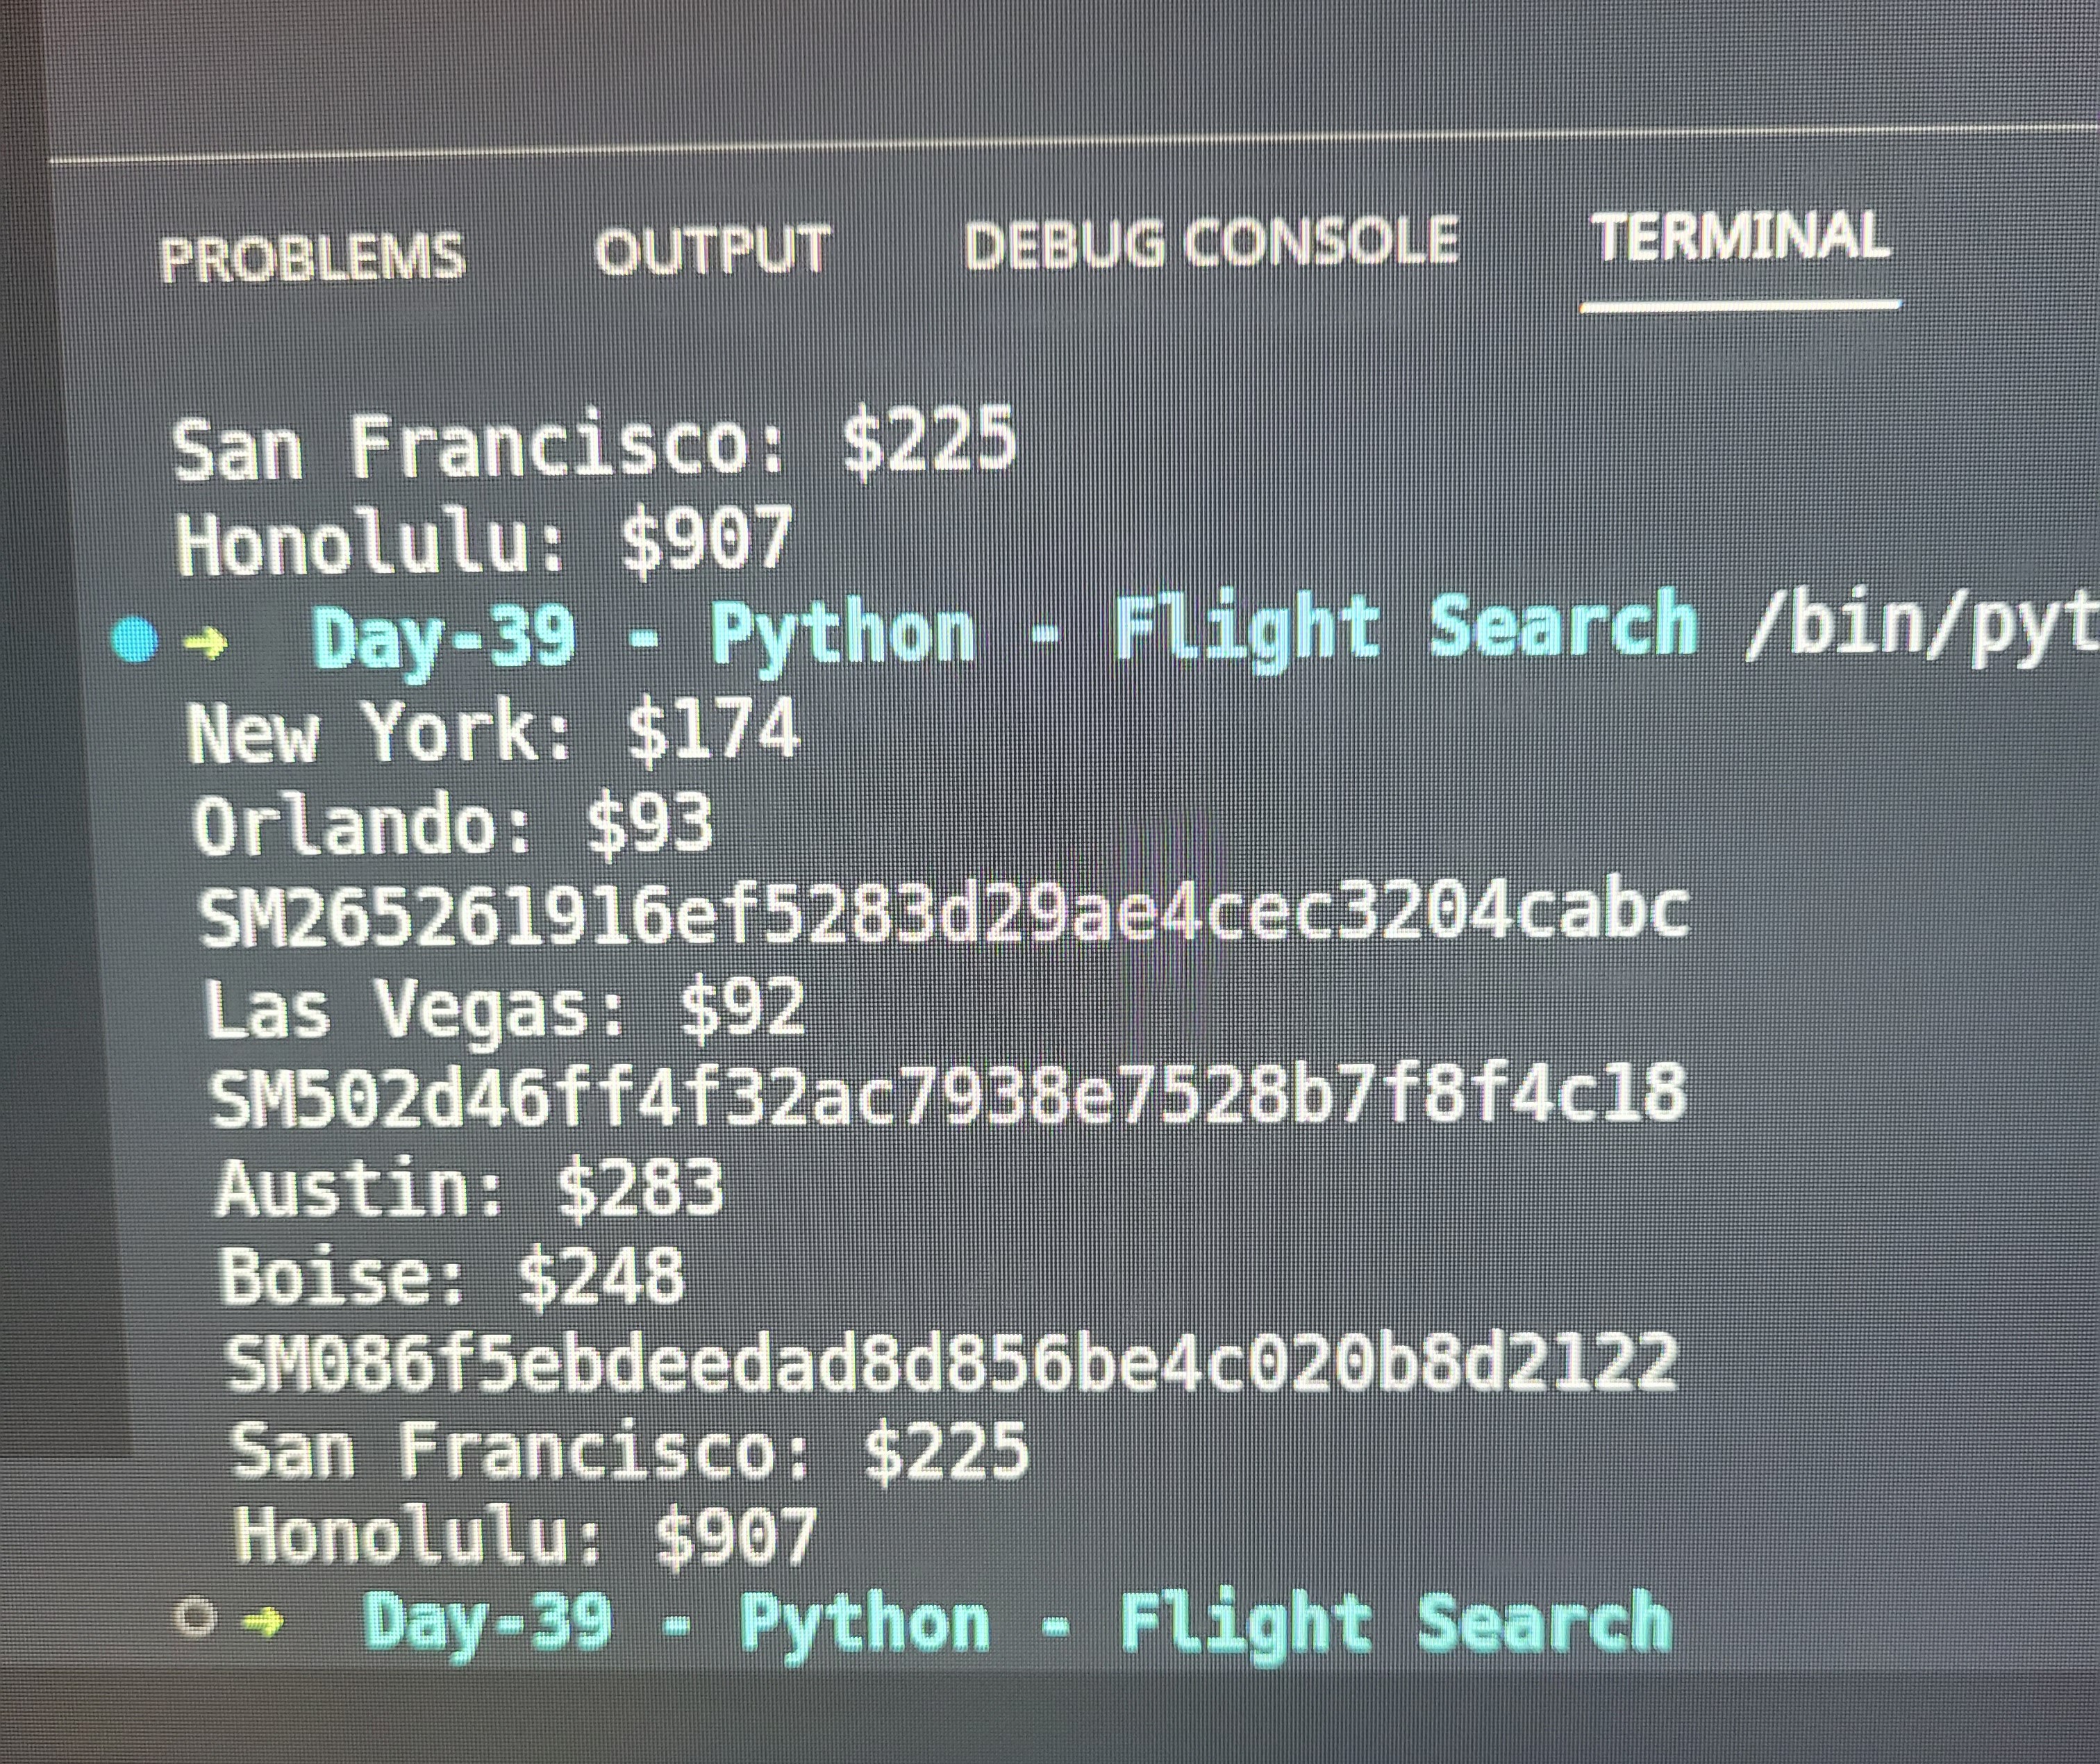 PROBLEMS OUTPUT DEBUG CONSOLE TERMINAL
San Francisco: $225
Honolulu: $907
➜ Day-39 - Python - Flight Search /bin/pyt
New York: $174
Orlando: $93
SM265261916ef5283d29ae4cec3204cabc
Las Vegas: $92
SM502d46ff4f32ac7938e7528b7f8f4c18
Austin: $283
Boise: $248
SM086f5ebdeedad8d856be4c020b8d2122
San Francisco: $225
Honolulu: $907
➜ Day-39 - Python - Flight Search